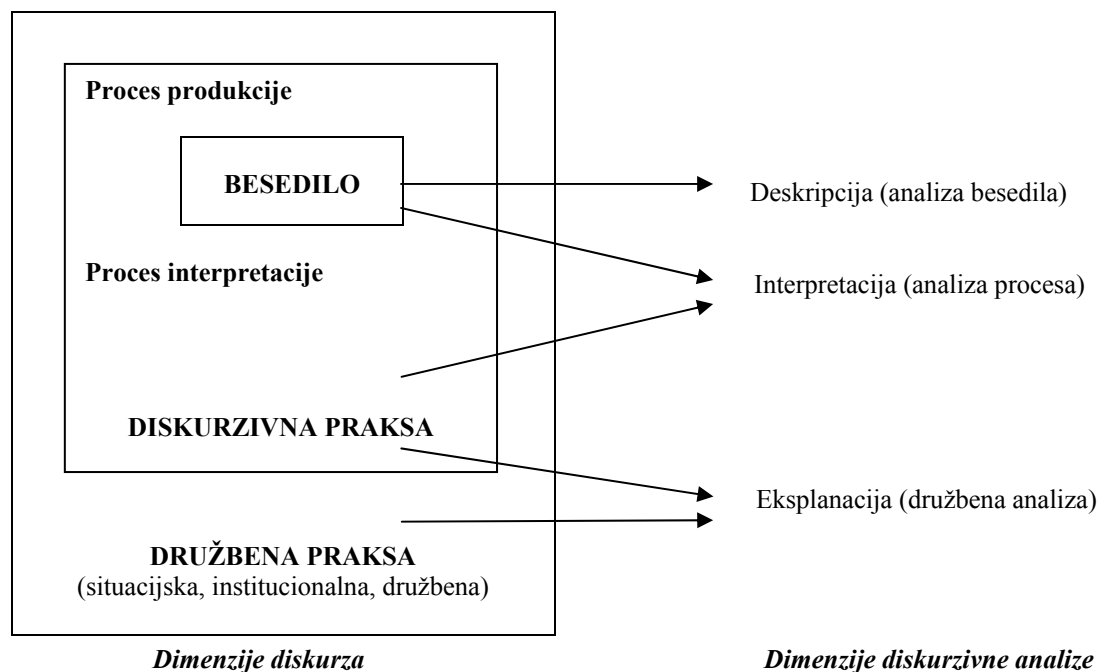 Proces produkcije
BESEDILO
Deskripcija (analiza besedila)
Proces interpretacije
Interpretacija (analiza procesa)
DISKURZIVNA PRAKSA
Eksplanacija (družbena analiza)
DRUŽBENA PRAKSA
(situacijska, institucionalna, družbena)
Dimenzije diskurza
Dimenzije diskurzivne analize